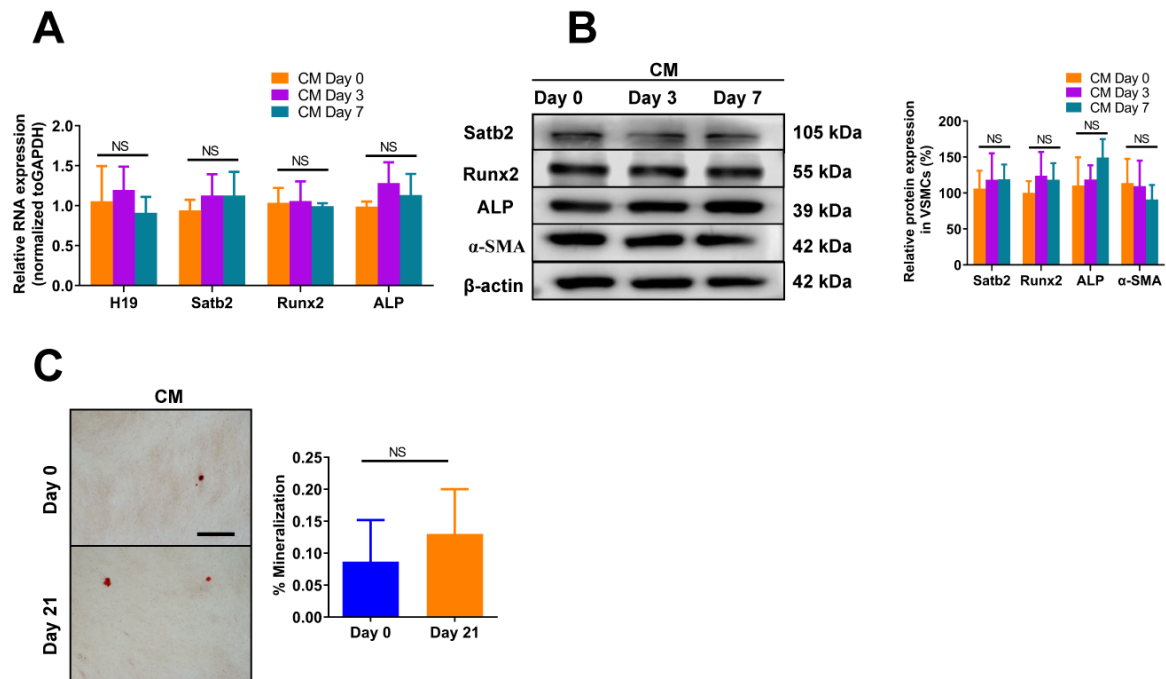 A
CM Day 0
CM Day 3
CM Day 7
Relative RNA expression
(normalized toGAPDH)
2.0
1.5
1.0
0.5
0.0
NS
NS
NS
NS
H19
Satb2
Runx2
ALP
B
CM
Day 0
Day 3
Day 7
Satb2
105 kDa
Runx2
55 kDa
ALP
39 kDa
α-SMA
42 kDa
β-actin
42 kDa
CM Day 0
CM Day 3
CM Day 7
Relative protein expression
in VSMCs (%)
200
150
100
50
0
NS
NS
NS
NS
Satb2
Runx2
ALP
α-SMA
C
CM
Day 0
Day 21
% Mineralization
0.25
0.20
0.15
0.10
0.05
0.00
NS
Day 0
Day 21